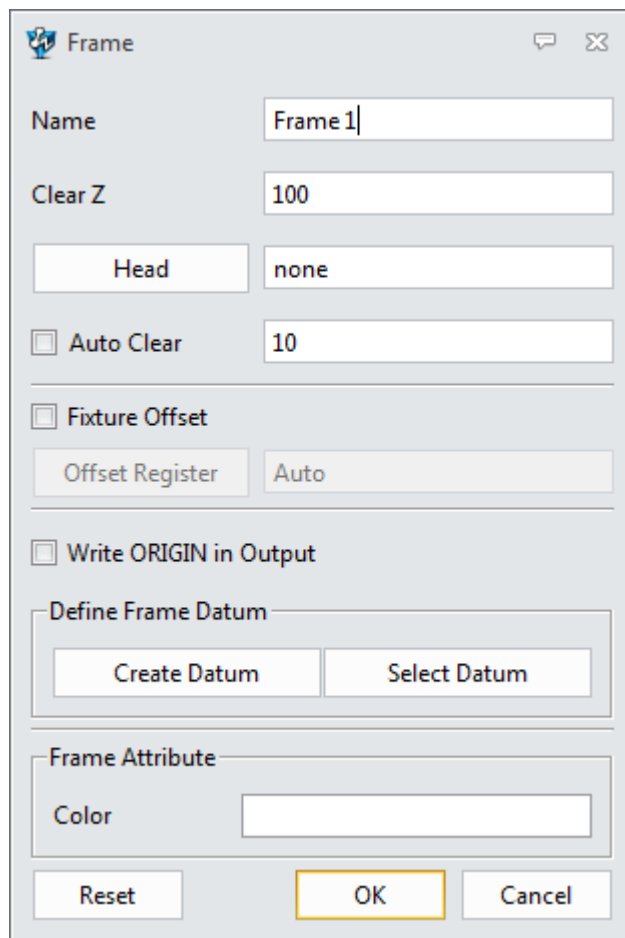 Frame
Name Frame 1
Clear Z 100
Head none
Auto Clear 10
Fixture Offset
Offset Register Auto
Write ORIGIN in Output
Define Frame Datum
Create Datum Select Datum
Frame Attribute
Color
Reset OK Cancel